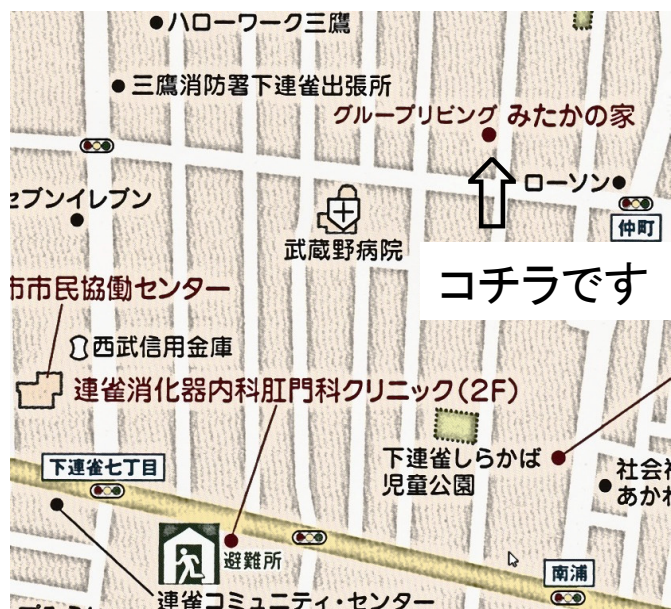 ハローワーク三鷹
三鷹消防署下連雀出張所
グループリビング みたかの家
ローソン
セブンイレブン
仲町
武蔵野病院
コチラです
市市民協働センター
西武信用金庫
連雀消化器内科肛門科クリニック(2F)
下連雀しらかば
児童公園
下連雀七丁目
社会福
あかね
避難所
南浦
連雀コミュニティ・センター